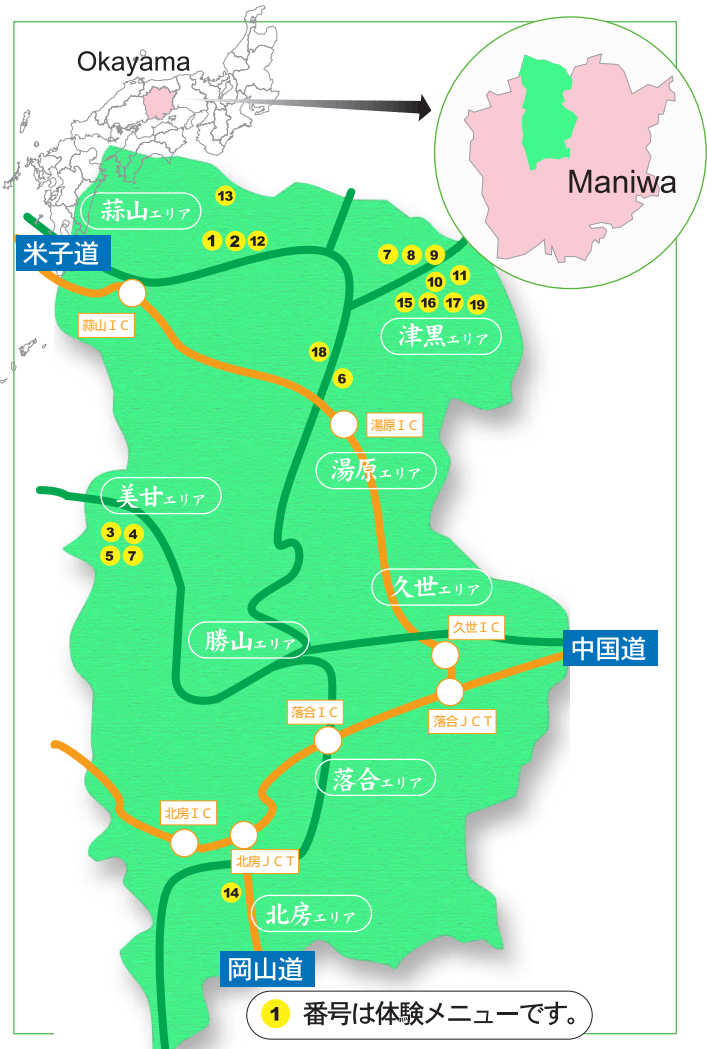 Okayama
Maniwa
13
蒜山エリア
1 2 12
米子道
7 8 9
10 11
15 16 17 19
津黒エリア
蒜山IC
18
6
湯原IC
湯原エリア
美甘エリア
3 4
5 7
久世エリア
久世IC
勝山エリア
中国道
落合IC
落合JCT
落合エリア
北房IC
北房JCT
14
北房エリア
岡山道
1 番号は体験メニューです。